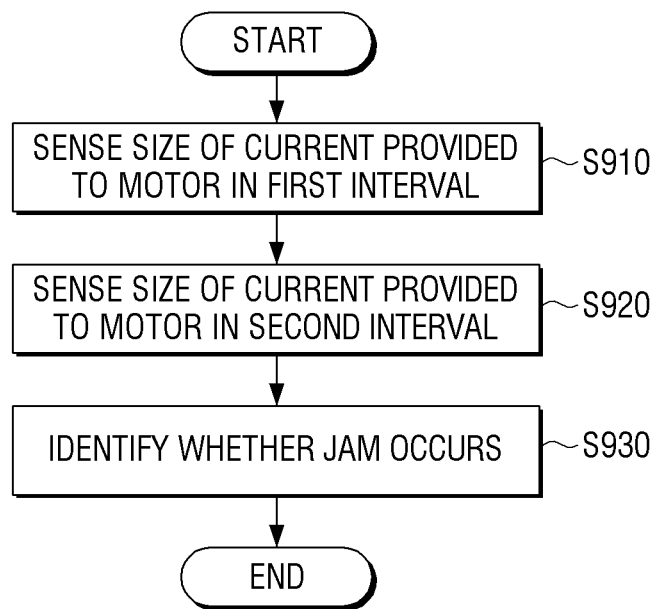 START
SENSE SIZE OF CURRENT PROVIDED
TO MOTOR IN FIRST INTERVAL
S910
SENSE SIZE OF CURRENT PROVIDED
TO MOTOR IN SECOND INTERVAL
S920
IDENTIFY WHETHER JAM OCCURS
S930
END